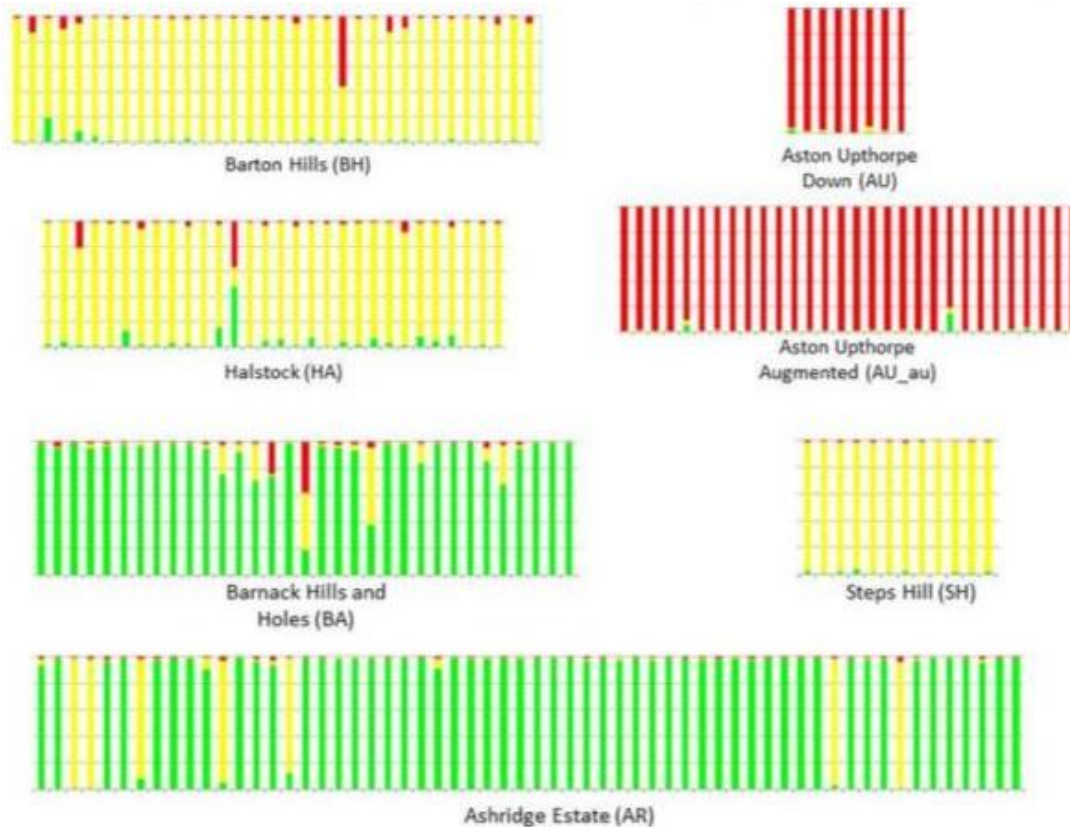 Barton Hills (BH)
Aston Upthorpe
Down (AU)
Halstock (HA)
Aston Upthorpe
Augmented (AU_au)
Barnack Hills and
Holes (BA)
Steps Hill (SH)
Ashridge Estate (AR)